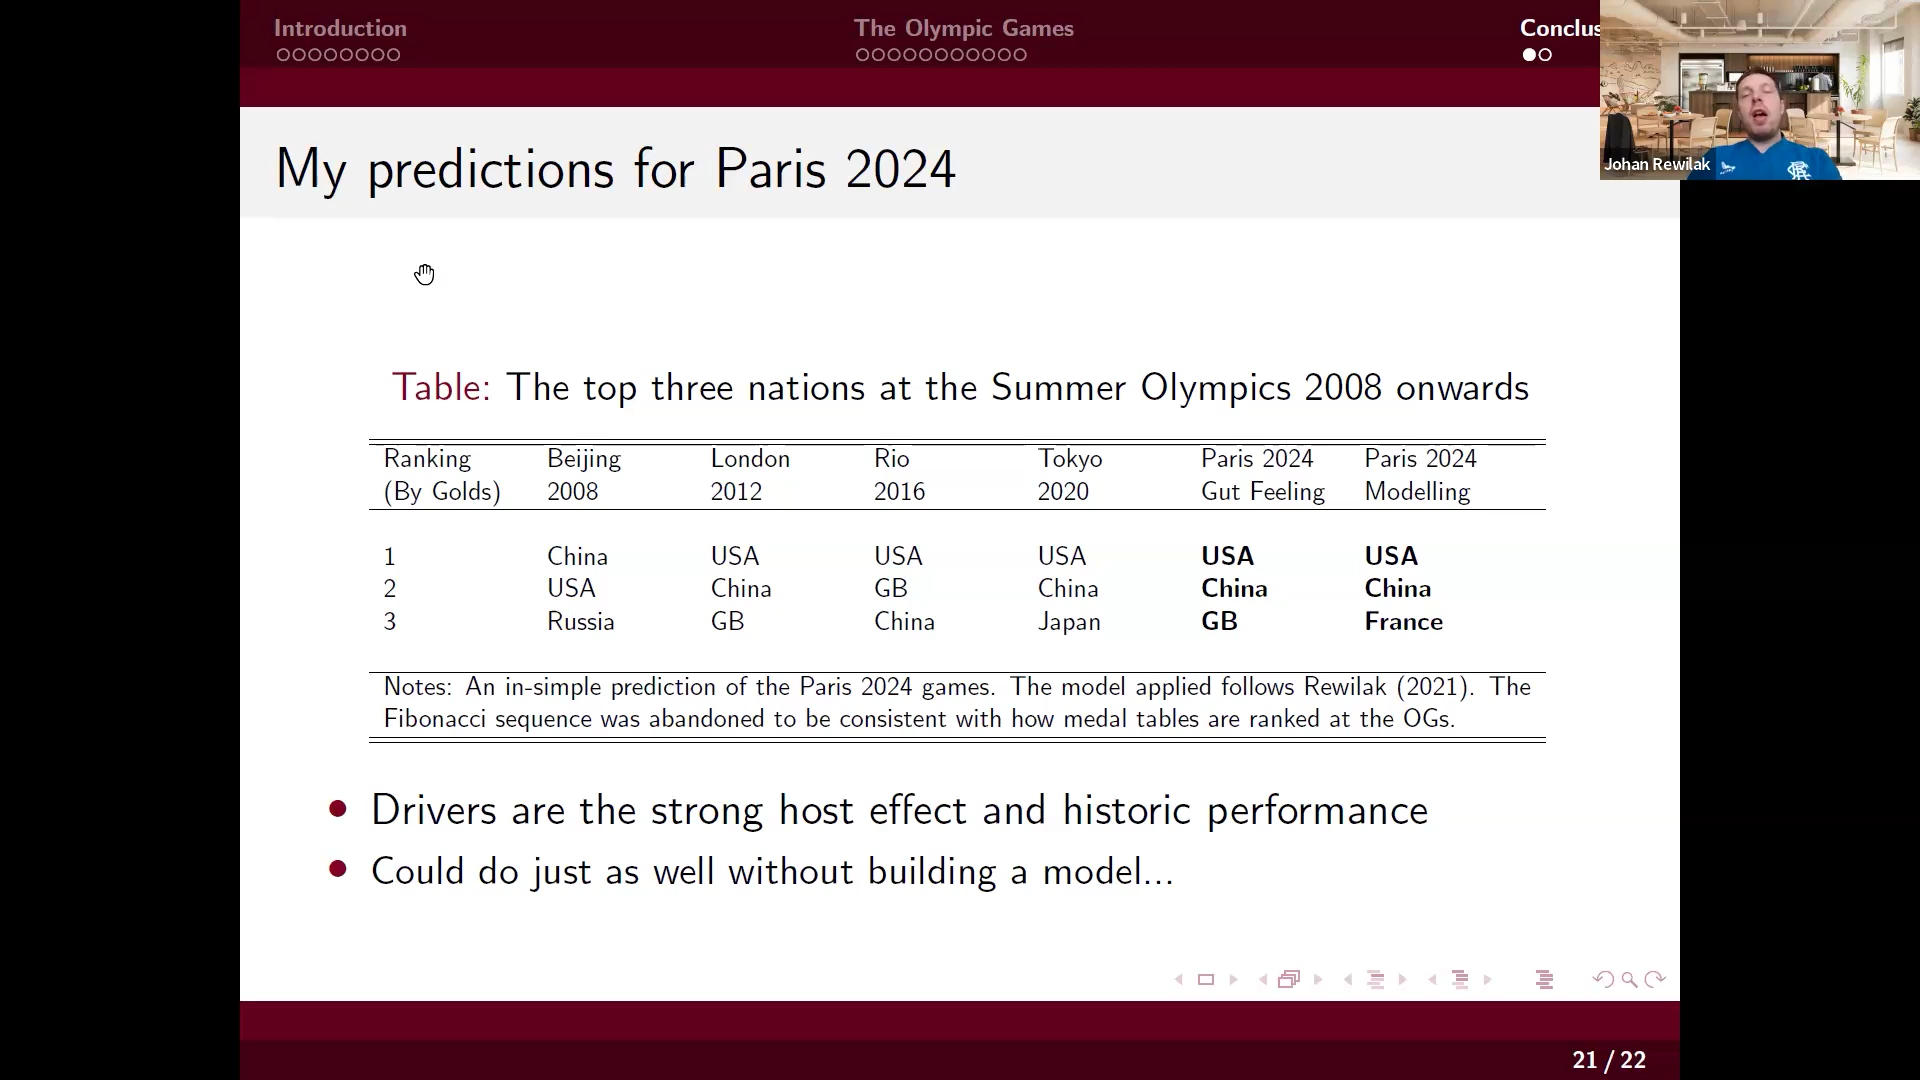 Introduction
The Olympic Games
Conclus
Johan Rewilak
My predictions for Paris 2024
Table: The top three nations at the Summer Olympics 2008 onwards
Ranking Beijing London Rio Tokyo Paris 2024 Paris 2024
(By Golds) 2008 2012 2016 2020 Gut Feeling Modelling
1 China USA USA USA USA USA
2 USA China GB China China China
3 Russia GB China Japan GB France
Notes: An in-simple prediction of the Paris 2024 games. The model applied follows Rewilak (2021). The
Fibonacci sequence was abandoned to be consistent with how medal tables are ranked at the OGs.
• Drivers are the strong host effect and historic performance
• Could do just as well without building a model...
21 / 22